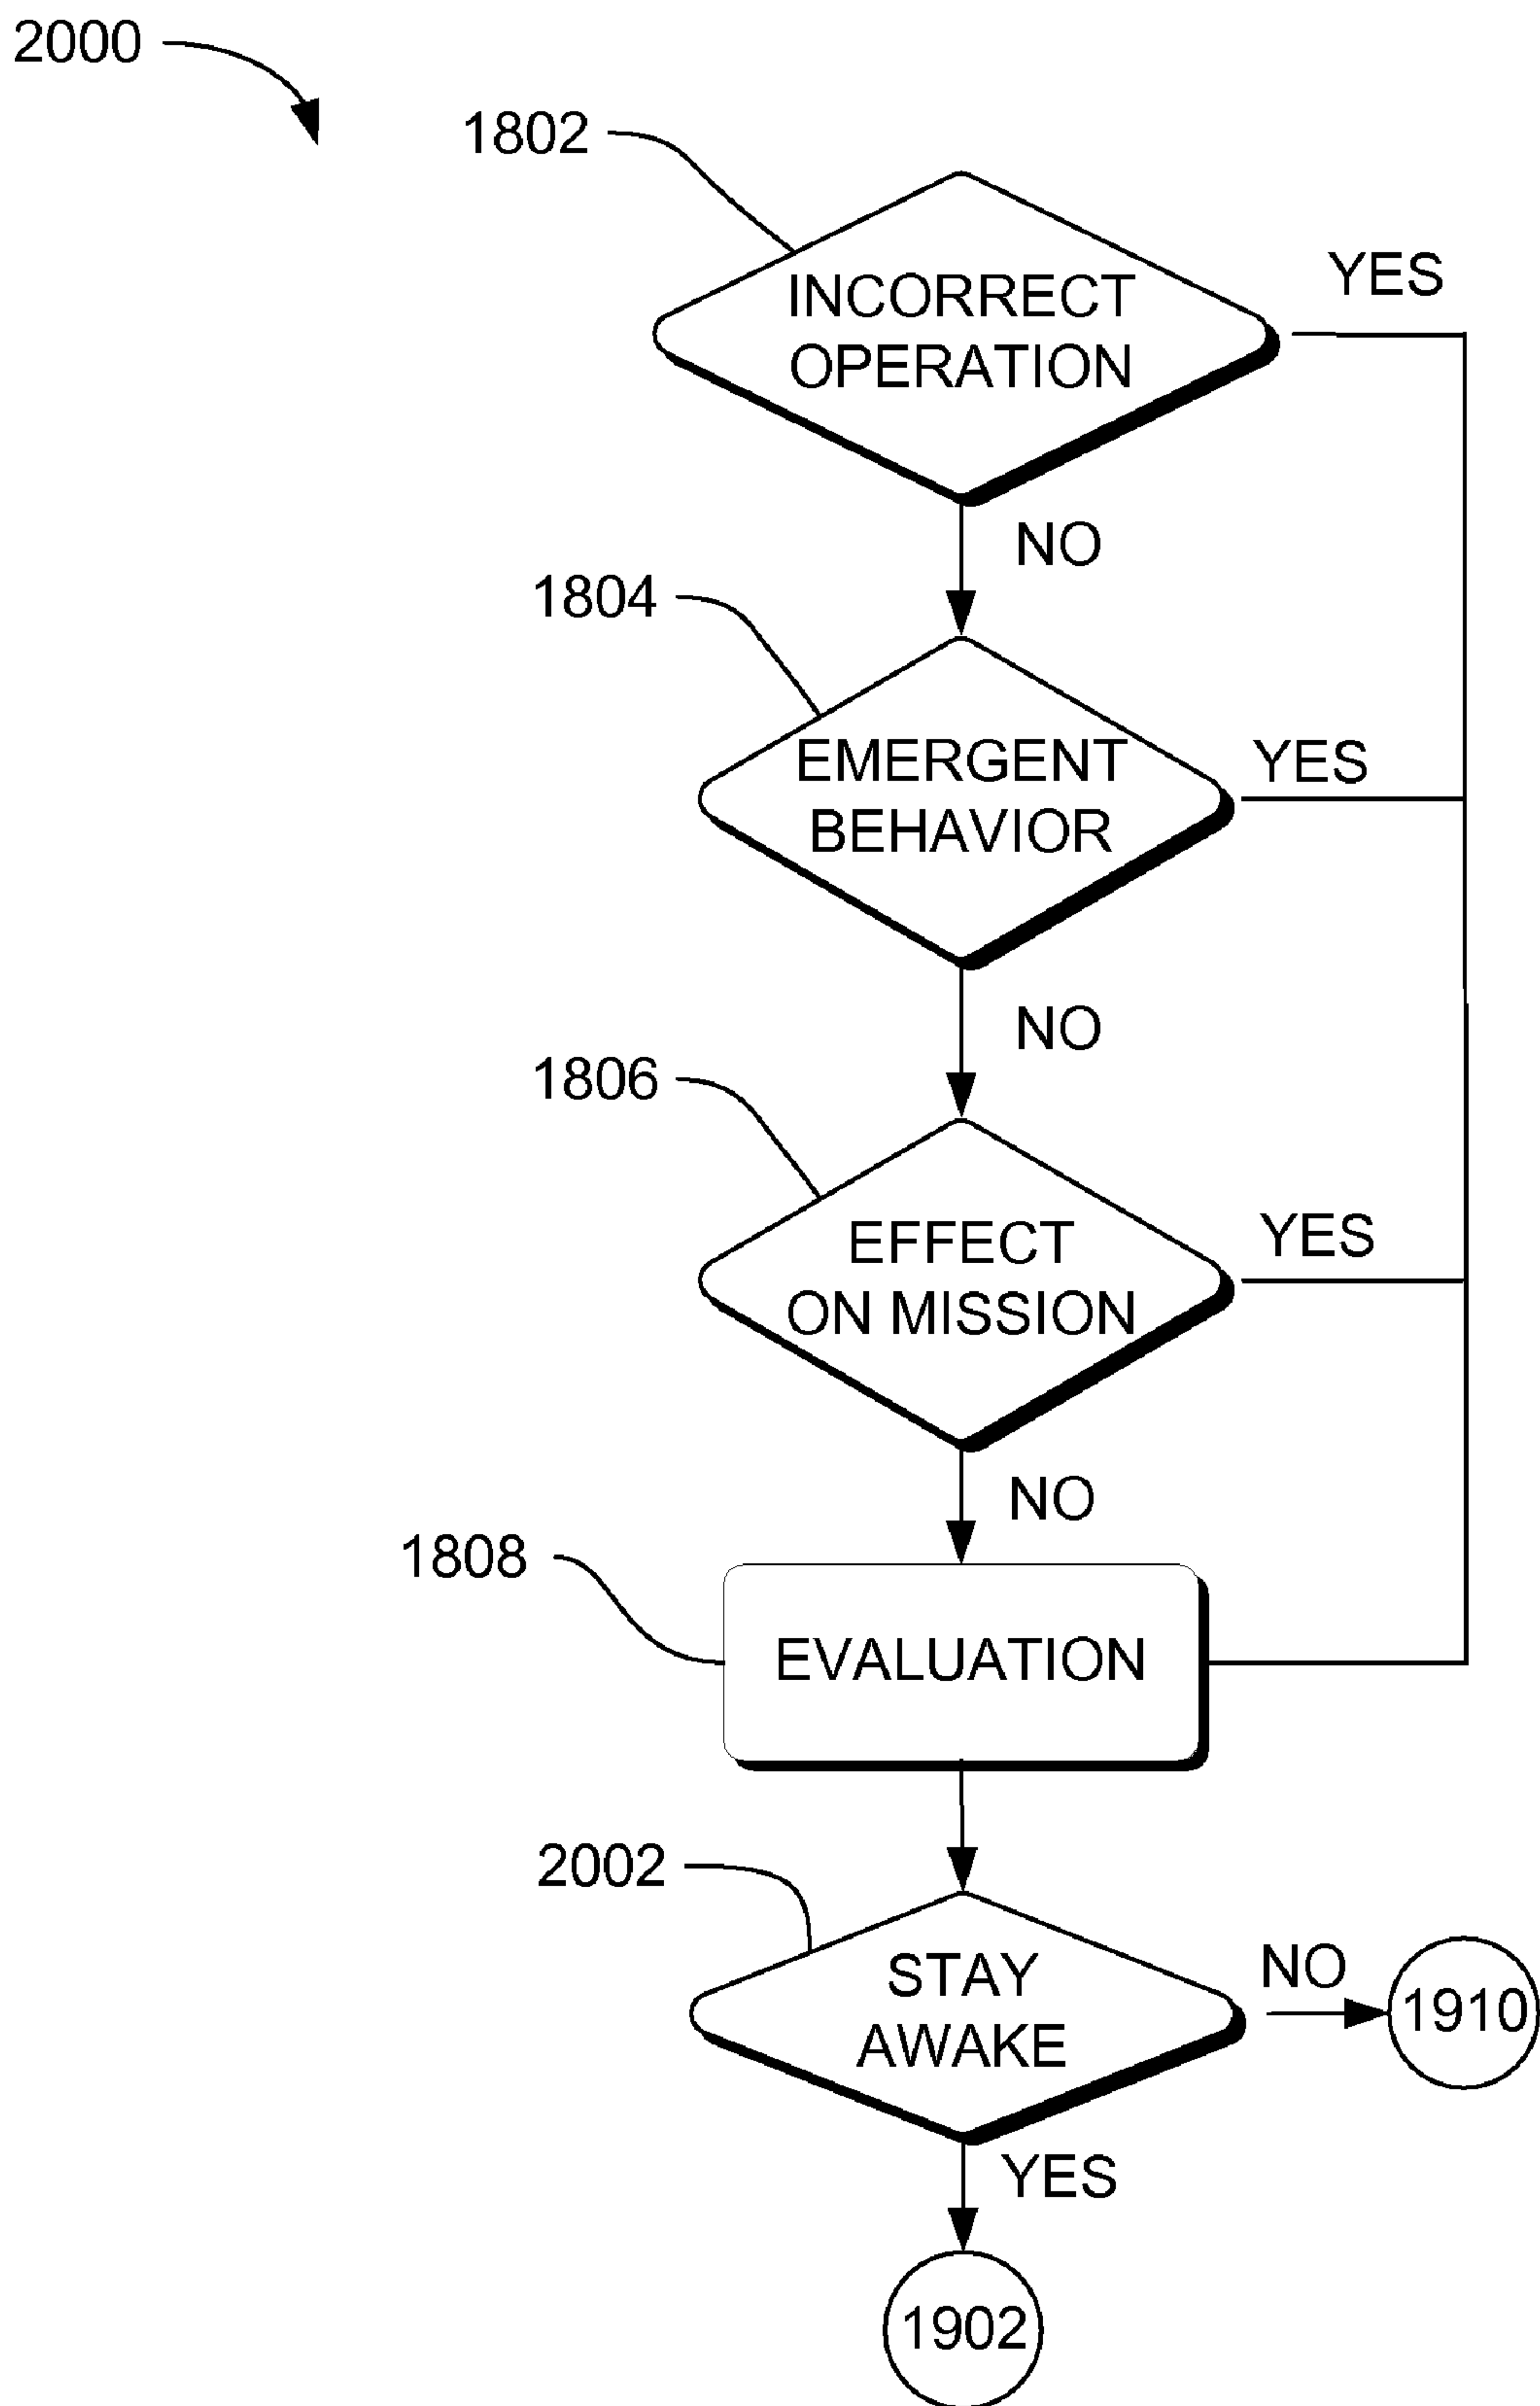 2000
1802
INCORRECT
OPERATION
YES
NO
1804
EMERGENT
BEHAVIOR
YES
NO
1806
EFFECT
ON MISSION
YES
NO
1808
EVALUATION
2002
STAY
AWAKE
NO
1910
YES
1902